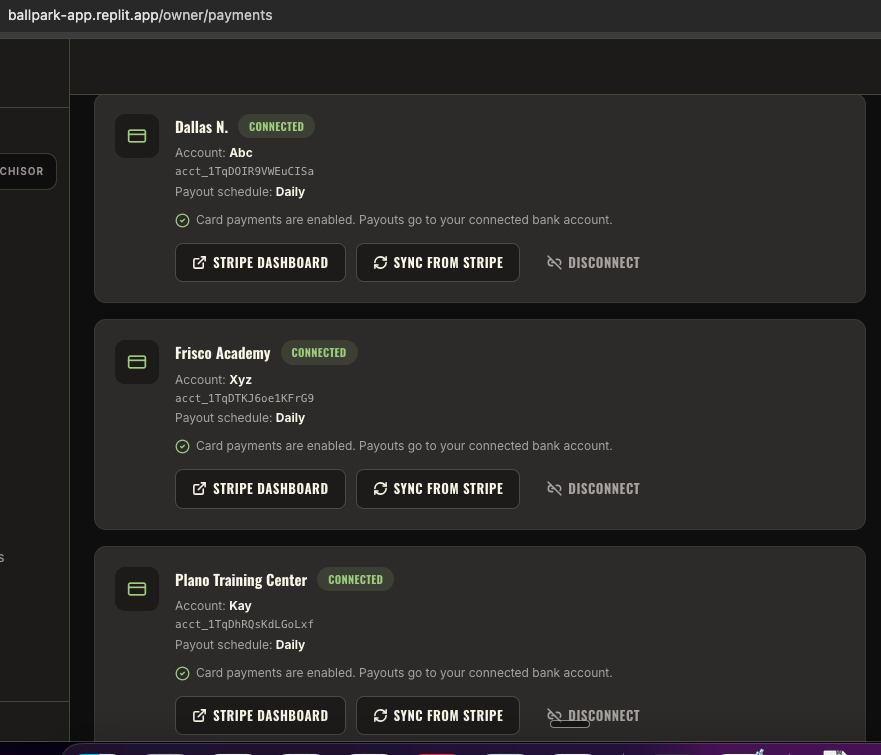 ballpark-app.replit.app/owner/payments
CHISOR
Dallas N. CONNECTED
Account: Abc
acct_1TqDOIR9VWEuCISa
Payout schedule: Daily
Card payments are enabled. Payouts go to your connected bank account.
STRIPE DASHBOARD SYNC FROM STRIPE DISCONNECT
Frisco Academy CONNECTED
Account: Xyz
acct_1TqDTKJ6oe1KFrG9
Payout schedule: Daily
Card payments are enabled. Payouts go to your connected bank account.
STRIPE DASHBOARD SYNC FROM STRIPE DISCONNECT
s
Plano Training Center CONNECTED
Account: Kay
acct_1TqDhRQsKdLGoLxf
Payout schedule: Daily
Card payments are enabled. Payouts go to your connected bank account.
STRIPE DASHBOARD SYNC FROM STRIPE DISCONNECT